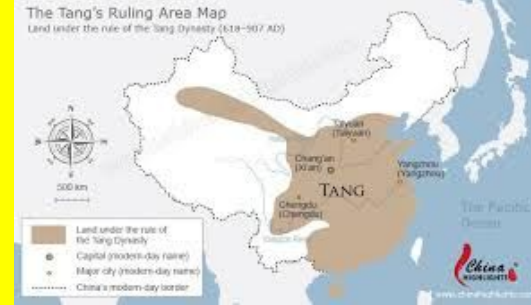 The Tang's Ruling Area Map
Land under the rule of the Tang Dynasty (618-907 AD)
N
W
E
S
500 km
Taiyuan
(Taiyuan)
Chang'an
(Xi'an)
Yangzhou
(Yangzhou)
TANG
Chengdu
(Chengdu)
The Pacific
Ocean
Land under the rule of
the Tang Dynasty
Capital (modern-day name)
Major city (modern-day name)
China's modern-day border
China
HIGHLIGHTS